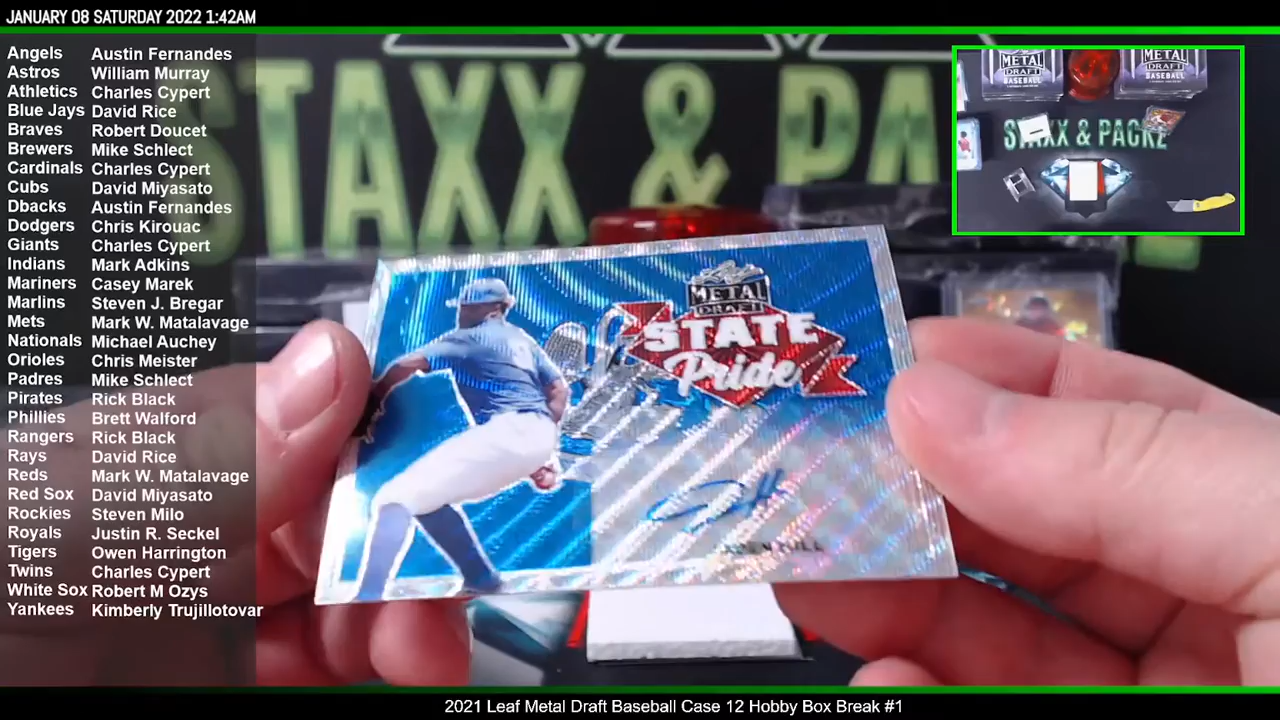 JANUARY 08 SATURDAY 2022 1:42AM
Angels Austin Fernandes
Astros William Murray
Athletics Charles Cypert
Blue Jays David Rice
Braves Robert Doucet
Brewers Mike Schlect
Cardinals Charles Cypert
Cubs David Miyasato
Dbacks Austin Fernandes
Dodgers Chris Kirouac
Giants Charles Cypert
Indians Mark Adkins
Mariners Casey Marek
Marlins Steven J. Bregar
Mets Mark W. Matalavage
Nationals Michael Auchey
Orioles Chris Meister
Padres Mike Schlect
Pirates Rick Black
Phillies Brett Walford
Rangers Rick Black
Rays David Rice
Reds Mark W. Matalavage
Red Sox David Miyasato
Rockies Steven Milo
Royals Justin R. Seckel
Tigers Owen Harrington
Twins Charles Cypert
White Sox Robert M Ozys
Yankees Kimberly Trujillotovar
STAXX & PA
METAL
DRAFT
BASEBALL
METAL
DRAFT
BASEBALL
STAXX & PACKZ
Leaf
METAL
DRAFT
STATE
Pride
2021 Leaf Metal Draft Baseball Case 12 Hobby Box Break #1